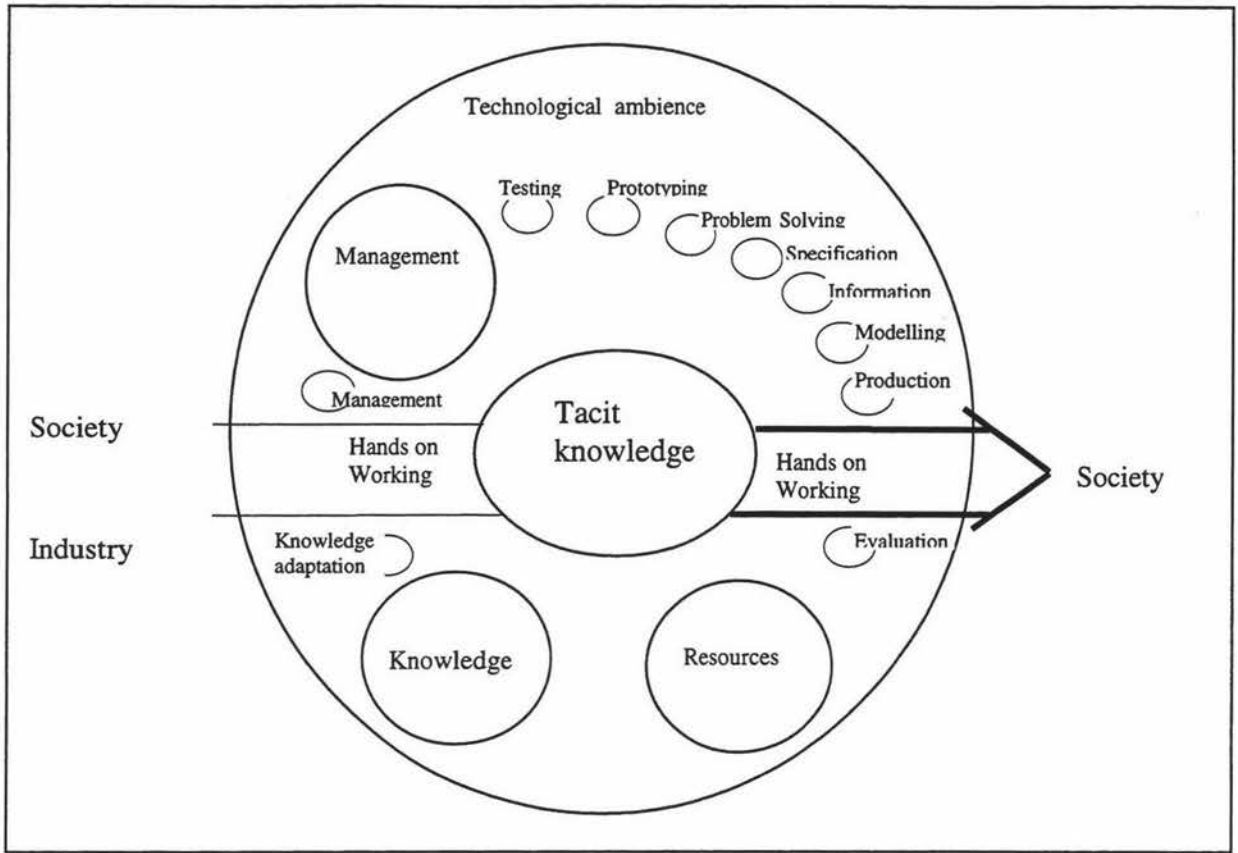 Technological ambience
Testing
Prototyping
Problem Solving
Specification
Information
Modelling
Production
Management
Management
Society
Hands on
Working
Tacit
knowledge
Hands on
Working
Society
Industry
Knowledge
adaptation
Evaluation
Knowledge
Resources